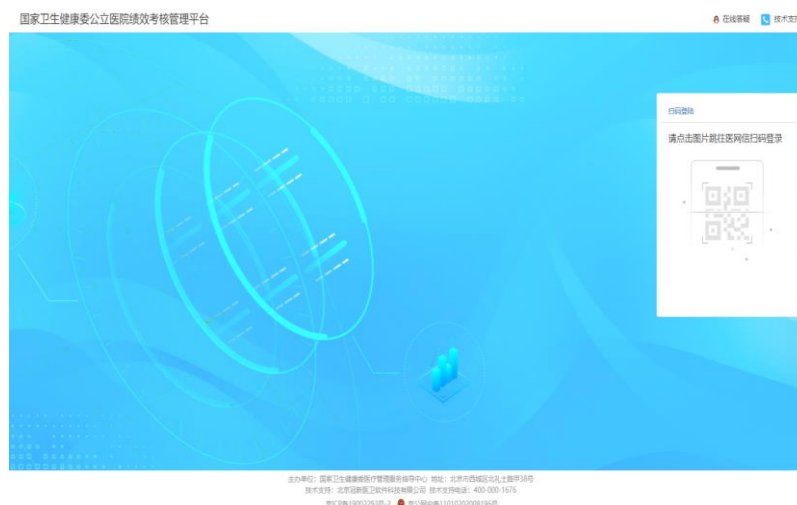 国家卫生健康委公立医院绩效考核管理平台
在线答疑 技术支持
扫码登陆
请点击图片跳往医网信扫码登录
主办单位：国家卫生健康委医疗管理服务指导中心 地址：北京市西城区北礼士路甲38号
技术支持：北京冠新医卫软件科技有限公司 技术支持电话：400-000-1676